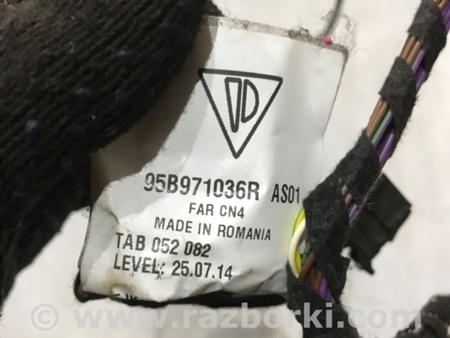 95B971036R AS01
FAR CN4
MADE IN ROMANIA
TAB 052 082
LEVEL: 25.07.14
www.razborki.com